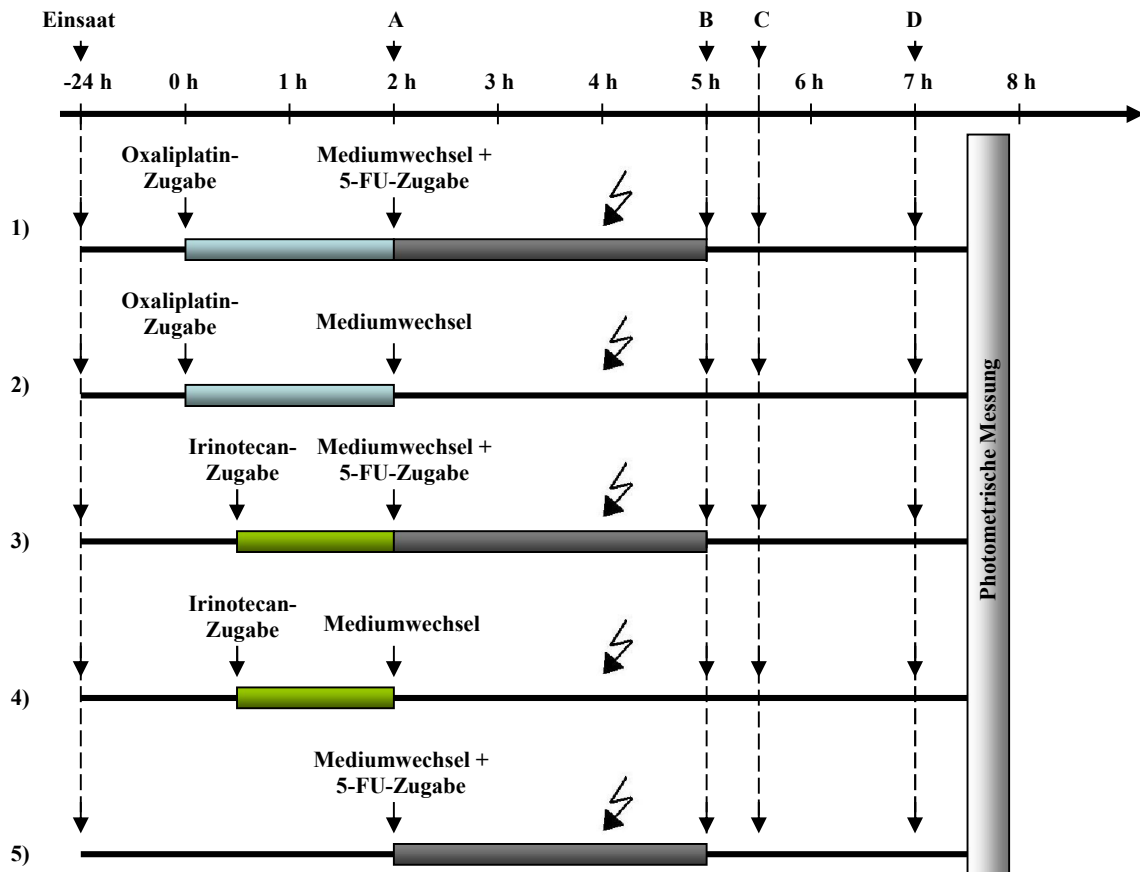 Einsaat A B C D
-24 h 0 h 1 h 2 h 3 h 4 h 5 h 6 h 7 h 8 h
Oxaliplatin-
Zugabe
Mediumwechsel +
5-FU-Zugabe
1)
Oxaliplatin-
Zugabe
Mediumwechsel
2)
Irinotecan-
Zugabe
Mediumwechsel +
5-FU-Zugabe
3)
Irinotecan-
Zugabe
Mediumwechsel
4)
Mediumwechsel +
5-FU-Zugabe
5)
Photometrische Messung